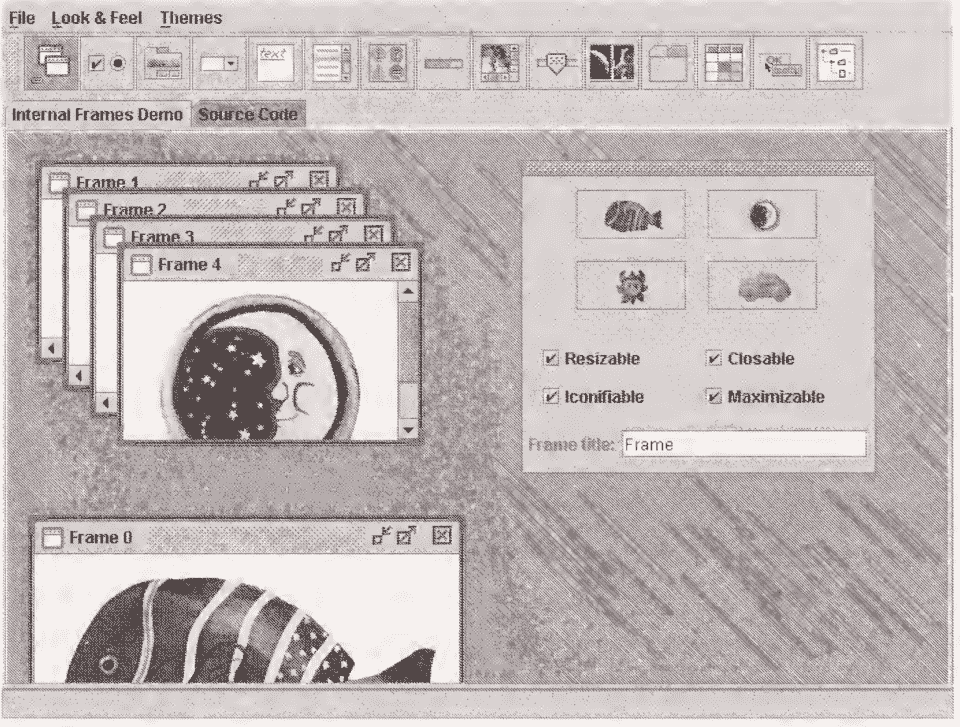 File Look & Feel Themes
text
OK
Internal Frames Demo Source Code
Frame 1
Frame 2
Frame 3
Frame 4
Resizable Closable
Iconifiable Maximizable
Frame title: Frame
Frame 0